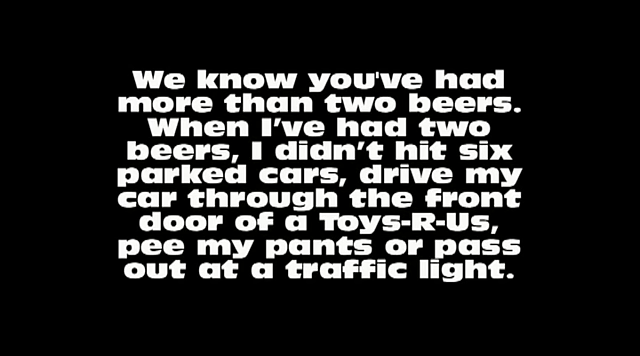 We know you've had
more than two beers.
When I've had two
beers, I didn't hit six
parked cars, drive my
car through the front
door of a Toys-R-Us,
pee my pants or pass
out at a traffic light.